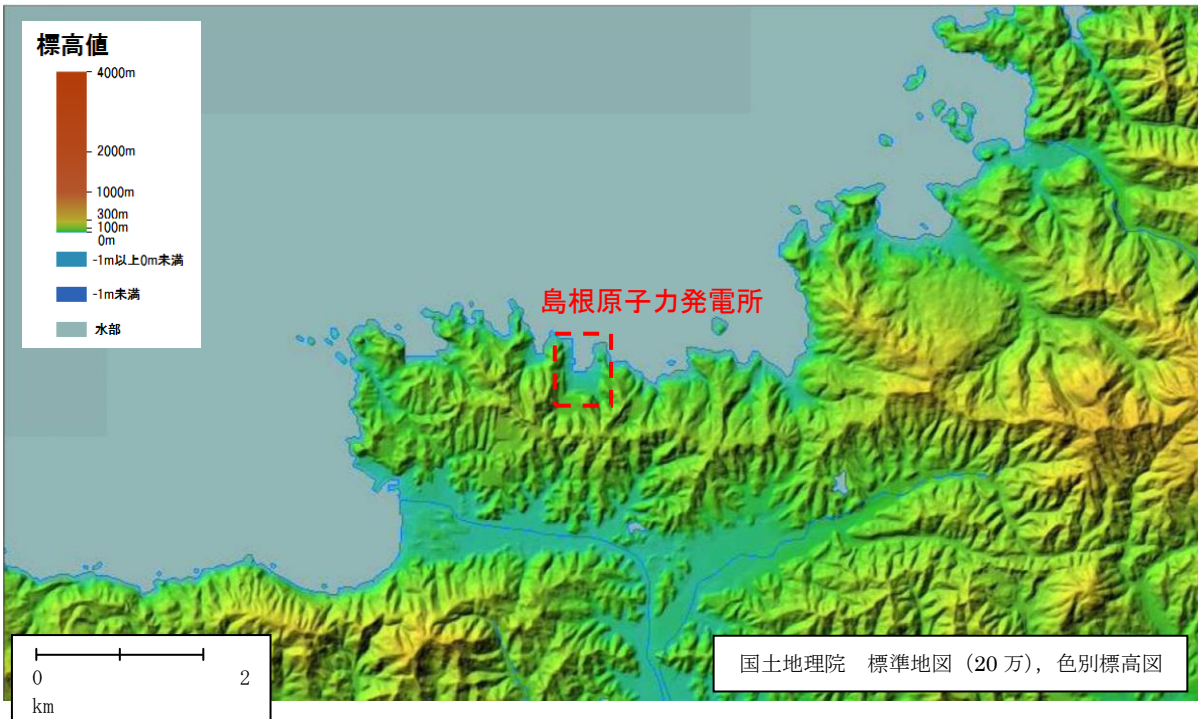 標高値
4000m
2000m
1000m
300m
100m
0m
-1m以上0m未満
-1m未満
水部
島根原子力発電所
0 2
km
国土地理院 標準地図（20 万），色別標高図